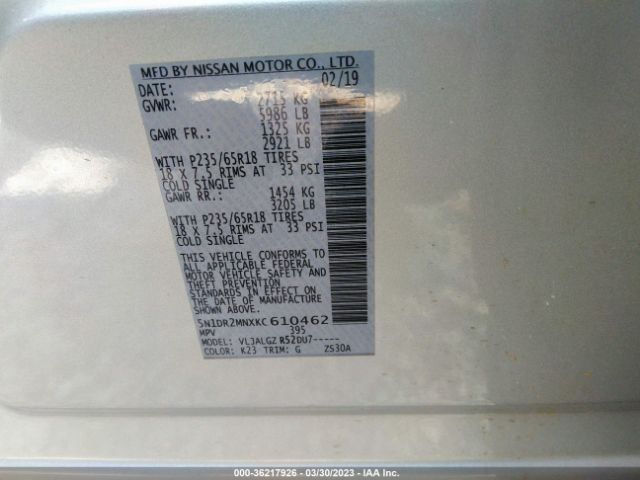 MFD BY NISSAN MOTOR CO., LTD.
DATE: 02/19
GVWR: 2715 KG
5986 LB
GAWR FR.: 1325 KG
2921 LB
WITH P235/65R18 TIRES
18 X 7.5 RIMS AT 33 PSI
COLD SINGLE
GAWR RR.: 1454 KG
3205 LB
WITH P235/65R18 TIRES
18 X 7.5 RIMS AT 33 PSI
COLD SINGLE
THIS VEHICLE CONFORMS TO
ALL APPLICABLE FEDERAL
MOTOR VEHICLE SAFETY AND
THEFT PREVENTION
STANDARDS IN EFFECT ON
THE DATE OF MANUFACTURE
SHOWN ABOVE.
5N1DR2MNXKC610462
MPV 395
MODEL: VLJALGZ R52DU7-----
COLOR: K23 TRIM: G ZS30A
000-36217926 - 03/30/2023 - IAA Inc.